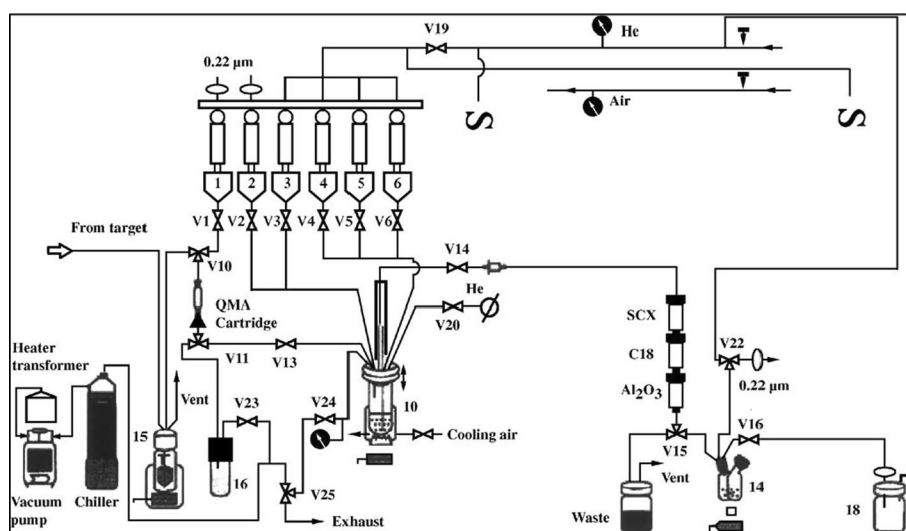 V19
He
0.22 µm
Air
S
S
1
2
3
4
5
6
V1
V2
V3
V4
V5
V6
From target
V10
V14
He
V20
QMA
Cartridge
SCX
C18
Al2O3
V11
V13
V22
0.22 µm
Heater
transformer
Vent
V23
V24
10
Cooling air
V15
V16
15
16
V25
Vent
14
18
Vacuum
pump
Chiller
Exhaust
Waste